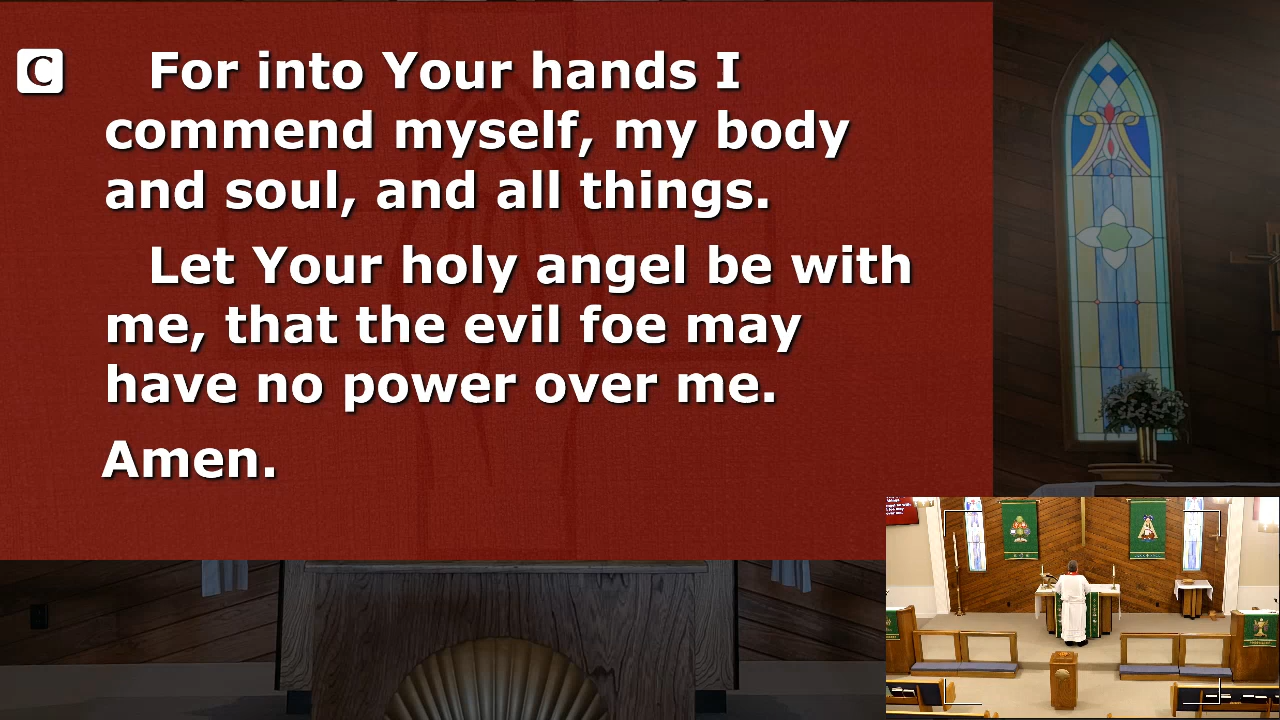 C For into Your hands I
commend myself, my body
and soul, and all things.
Let Your holy angel be with
me, that the evil foe may
have no power over me.
Amen.